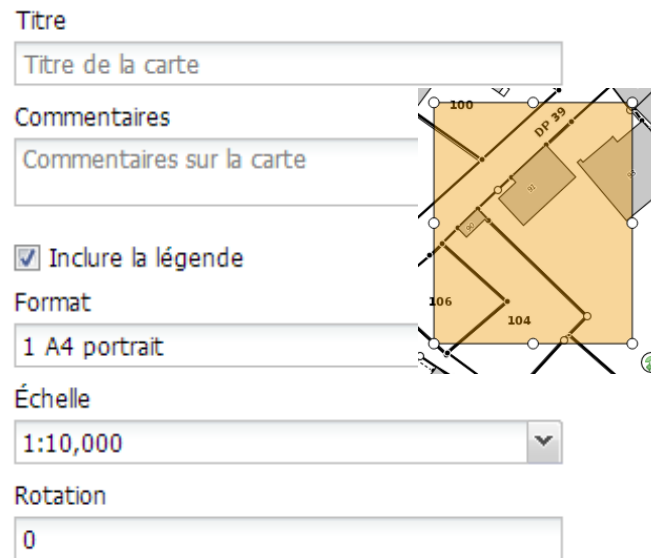 Titre
Titre de la carte
Commentaires
Commentaires sur la carte
100
DP 39
Inclure la légende
Format
106
104
1 A4 portrait
Échelle
1:10,000
Rotation
0